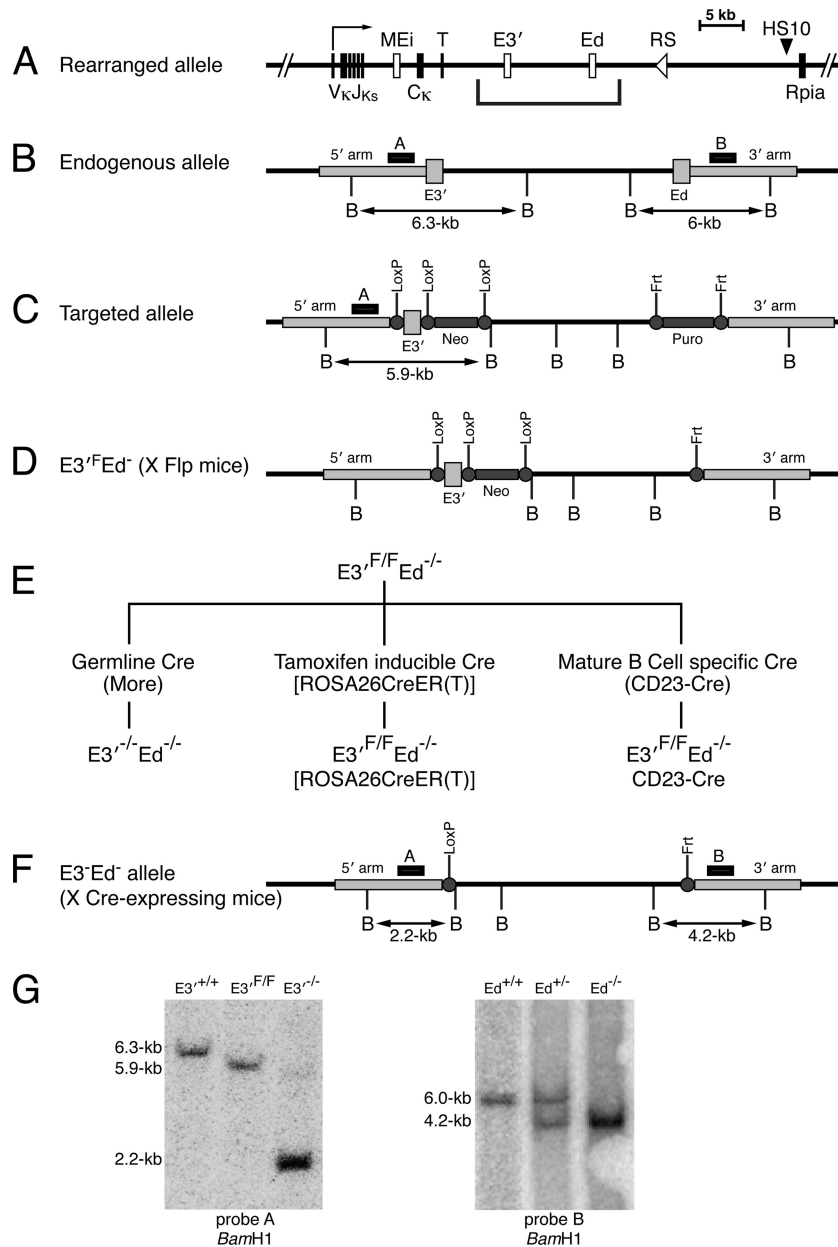 5 kb
HS10
MEi T E3′ Ed RS
A Rearranged allele
VκJKs Cκ Rpia
A B
5′ arm 3′ arm
B Endogenous allele
E3′ Ed
B B B B
6.3-kb 6-kb
LoxP LoxP LoxP Frt Frt
A
5′ arm 3′ arm
C Targeted allele
E3′ Neo Puro
B B B B B
5.9-kb
LoxP LoxP LoxP Frt
5′ arm 3′ arm
D E3′FEd- (X Flp mice)
E3′ Neo
B B B B B
E
E3′F/FEd-/-
Germline Cre Tamoxifen inducible Cre Mature B Cell specific Cre
(More) [ROSA26CreER(T)] (CD23-Cre)
E3′-/-Ed-/- E3′F/FEd-/- E3′F/FEd-/-
[ROSA26CreER(T)] CD23-Cre
LoxP Frt
A B
5′ arm 3′ arm
F E3-Ed- allele
(X Cre-expressing mice)
B B B B B
2.2-kb 4.2-kb
G
E3′+/+ E3′F/F E3′-/- Ed+/+ Ed+/- Ed-/-
6.3-kb
5.9-kb
6.0-kb
4.2-kb
2.2-kb
probe A probe B
BamH1 BamH1